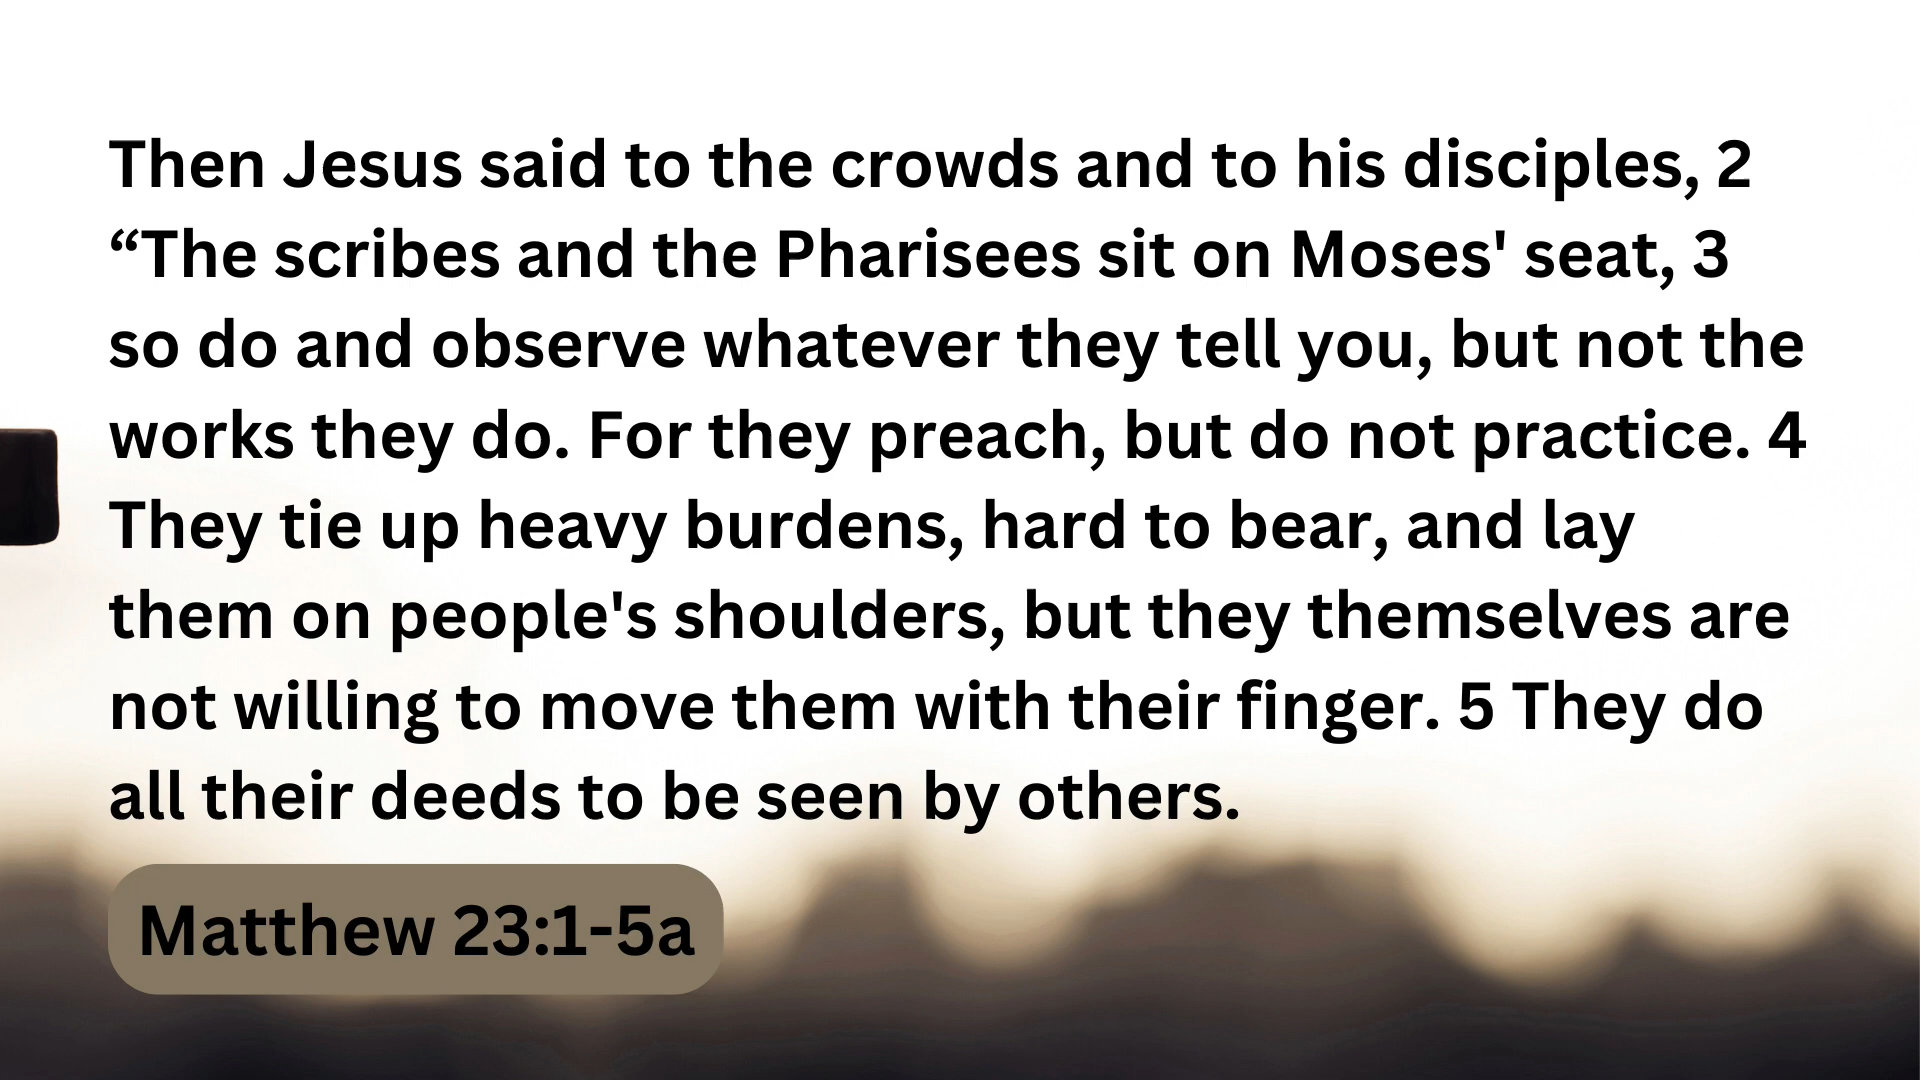 Then Jesus said to the crowds and to his disciples, 2
“The scribes and the Pharisees sit on Moses' seat, 3
so do and observe whatever they tell you, but not the
works they do. For they preach, but do not practice. 4
They tie up heavy burdens, hard to bear, and lay
them on people's shoulders, but they themselves are
not willing to move them with their finger. 5 They do
all their deeds to be seen by others.
Matthew 23:1-5a